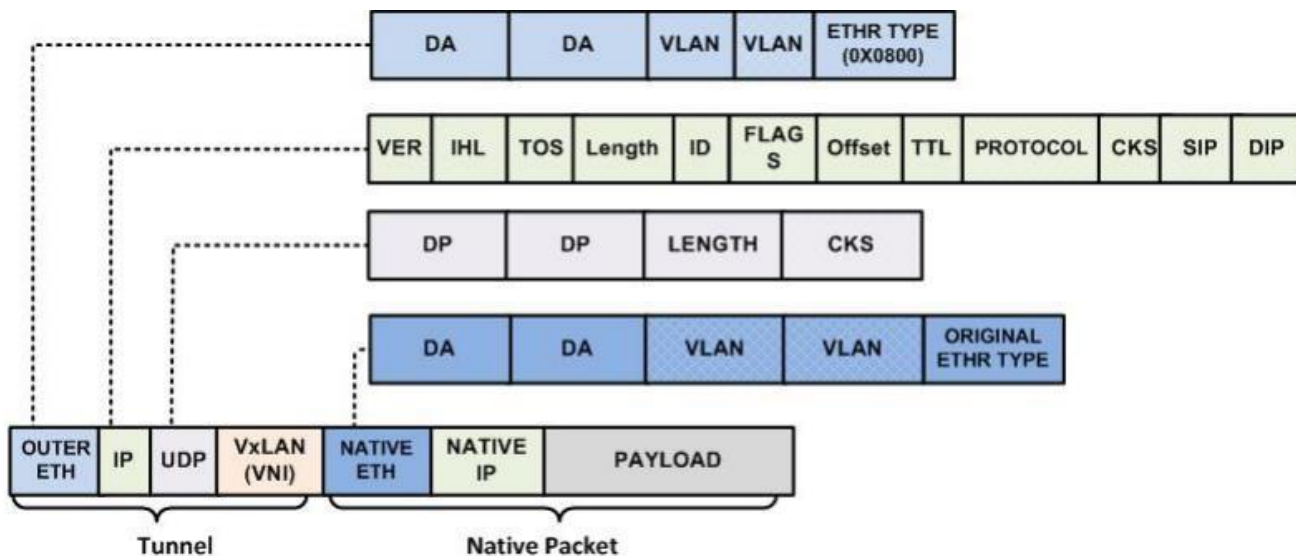 DA DA VLAN VLAN ETHR TYPE
(0X0800)
VER IHL TOS Length ID FLAG
S Offset TTL PROTOCOL CKS SIP DIP
DP DP LENGTH CKS
DA DA VLAN VLAN ORIGINAL
ETHR TYPE
OUTER
ETH IP UDP VxLAN
(VNI) NATIVE
ETH NATIVE
IP PAYLOAD
Tunnel Native Packet